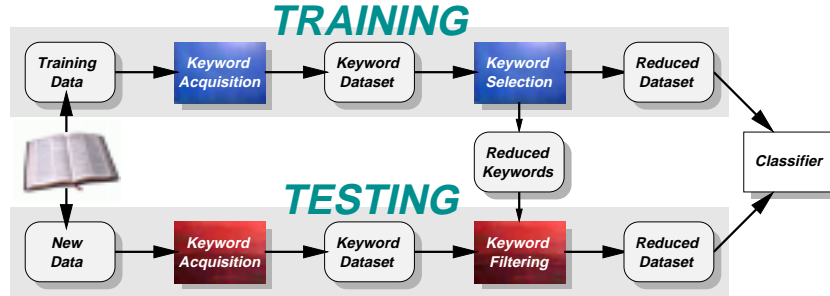 TRAINING
Training
Data
Keyword
Acquisition
Keyword
Dataset
Keyword
Selection
Reduced
Dataset
Reduced
Keywords
Classifier
TESTING
New
Data
Keyword
Acquisition
Keyword
Dataset
Keyword
Filtering
Reduced
Dataset